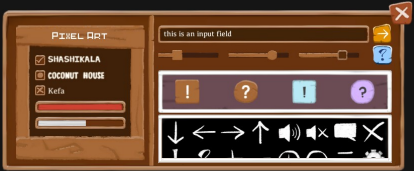 Pixel Art
this is an input field
SHASHIKALA
COCONUT HOUSE
Kefa
! ? ! ?
?